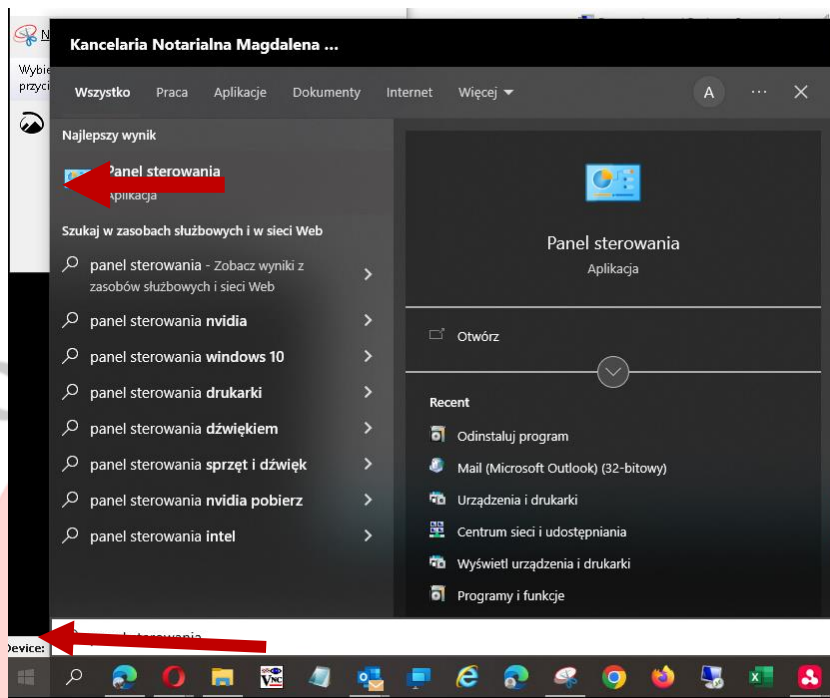 N
Kancelaria Notarialna Magdalena ...
Wybie
przyci
Wszystko Praca Aplikacje Dokumenty Internet Więcej A ...
Najlepszy wynik
Panel sterowania
Aplikacja
Szukaj w zasobach służbowych i w sieci Web
panel sterowania - Zobacz wyniki z
zasobów służbowych i sieci Web
panel sterowania nvidia
panel sterowania windows 10
panel sterowania drukarki
panel sterowania dźwiękiem
panel sterowania sprzęt i dźwięk
panel sterowania nvidia pobierz
panel sterowania intel
Panel sterowania
Aplikacja
Otwórz
Recent
Odinstaluj program
Mail (Microsoft Outlook) (32-bitowy)
Urządzenia i drukarki
Centrum sieci i udostępniania
Wyświetl urządzenia i drukarki
Programy i funkcje
Device:
VNC